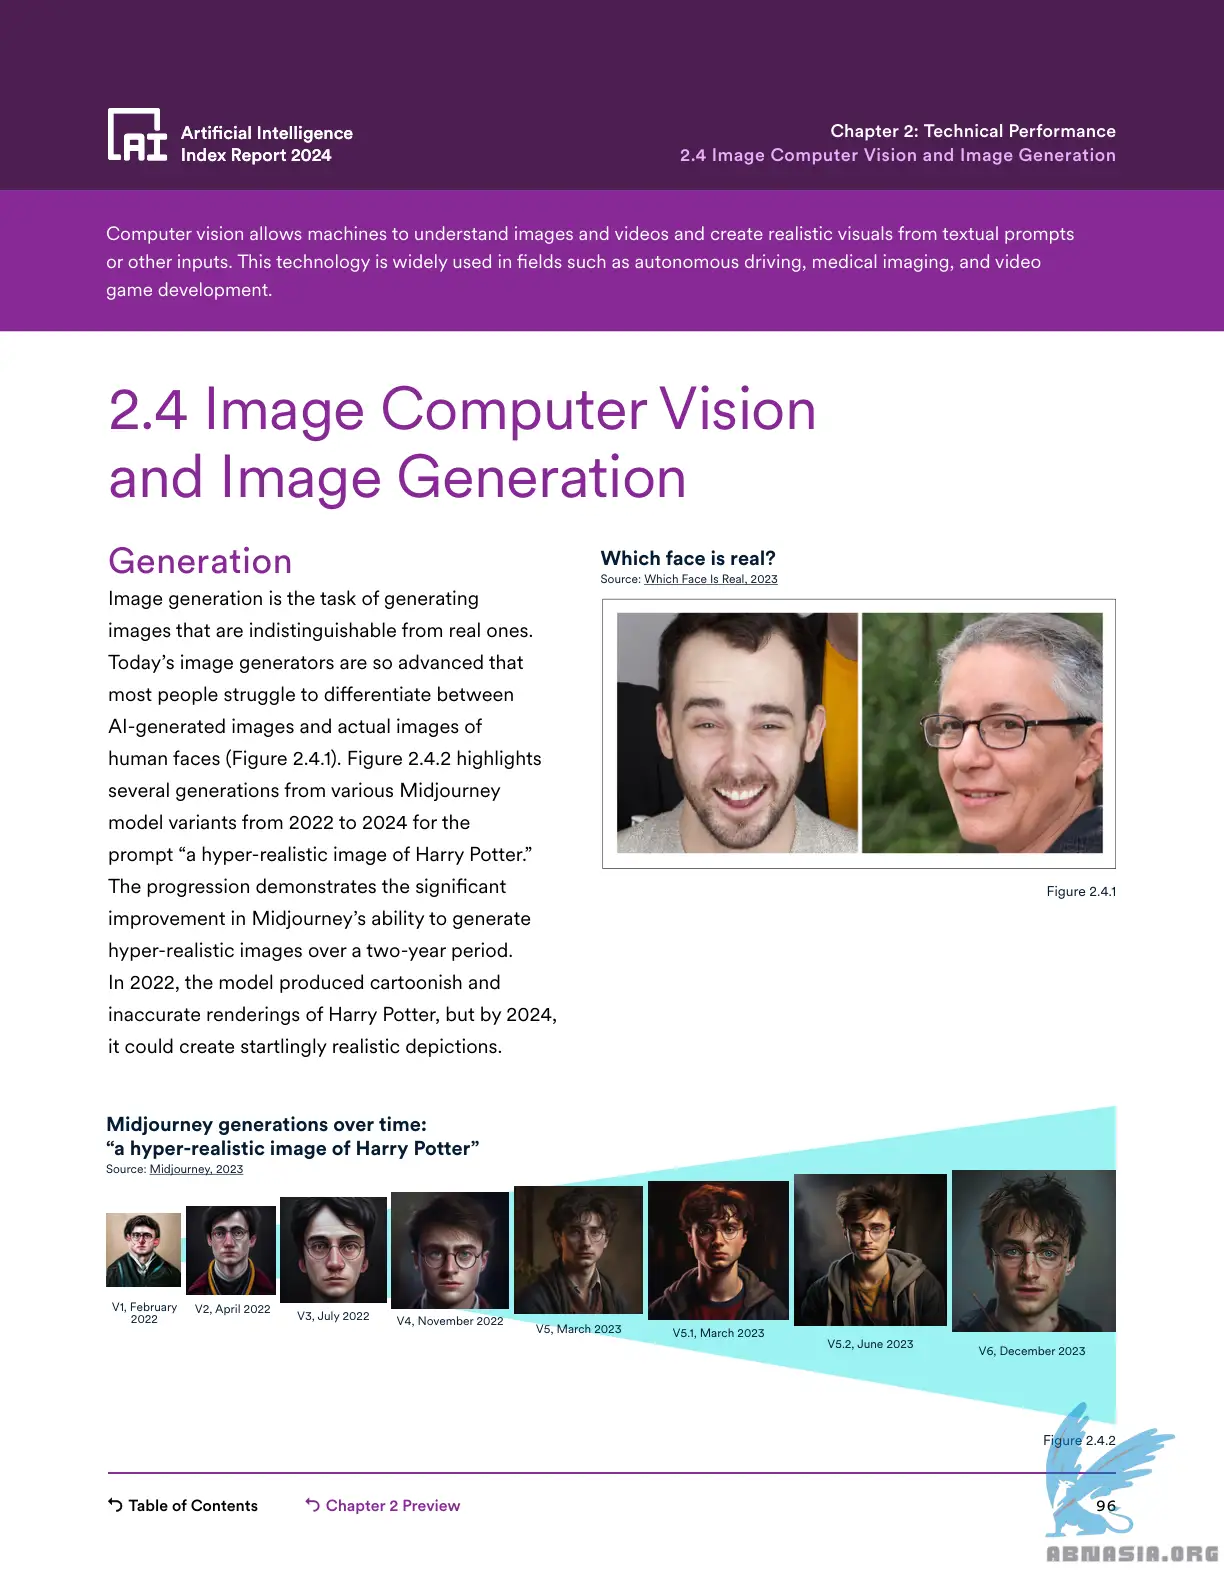 AI
Artificial Intelligence
Index Report 2024
Chapter 2: Technical Performance
2.4 Image Computer Vision and Image Generation
Computer vision allows machines to understand images and videos and create realistic visuals from textual prompts
or other inputs. This technology is widely used in fields such as autonomous driving, medical imaging, and video
game development.
2.4 Image Computer Vision
and Image Generation
Generation
Image generation is the task of generating
images that are indistinguishable from real ones.
Today’s image generators are so advanced that
most people struggle to differentiate between
AI-generated images and actual images of
human faces (Figure 2.4.1). Figure 2.4.2 highlights
several generations from various Midjourney
model variants from 2022 to 2024 for the
prompt “a hyper-realistic image of Harry Potter.”
The progression demonstrates the significant
improvement in Midjourney’s ability to generate
hyper-realistic images over a two-year period.
In 2022, the model produced cartoonish and
inaccurate renderings of Harry Potter, but by 2024,
it could create startlingly realistic depictions.
Which face is real?
Source: Which Face Is Real, 2023
Figure 2.4.1
Midjourney generations over time:
“a hyper-realistic image of Harry Potter”
Source: Midjourney, 2023
V1, February
2022
V2, April 2022
V3, July 2022
V4, November 2022
V5, March 2023
V5.1, March 2023
V5.2, June 2023
V6, December 2023
Figure 2.4.2
Table of Contents
Chapter 2 Preview
96
ABNASIA.ORG